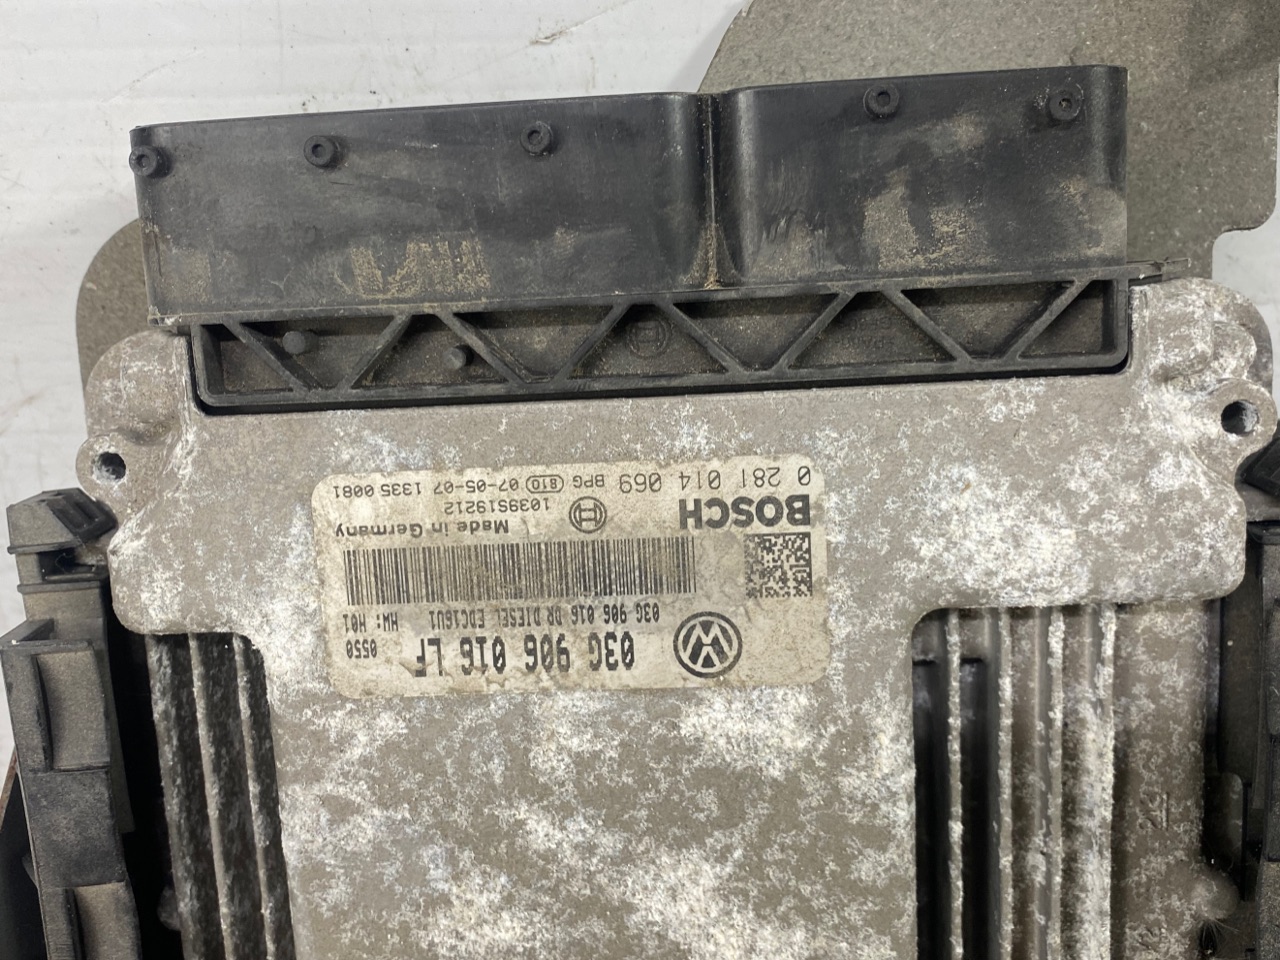 03G 906 016 LF 0550
03G 906 016 DR DIESEL EDC16U1 HW: H01
BOSCH Made in Germany
1039S19212
0 281 014 069 BPG 810 07-05-07 1335 0081